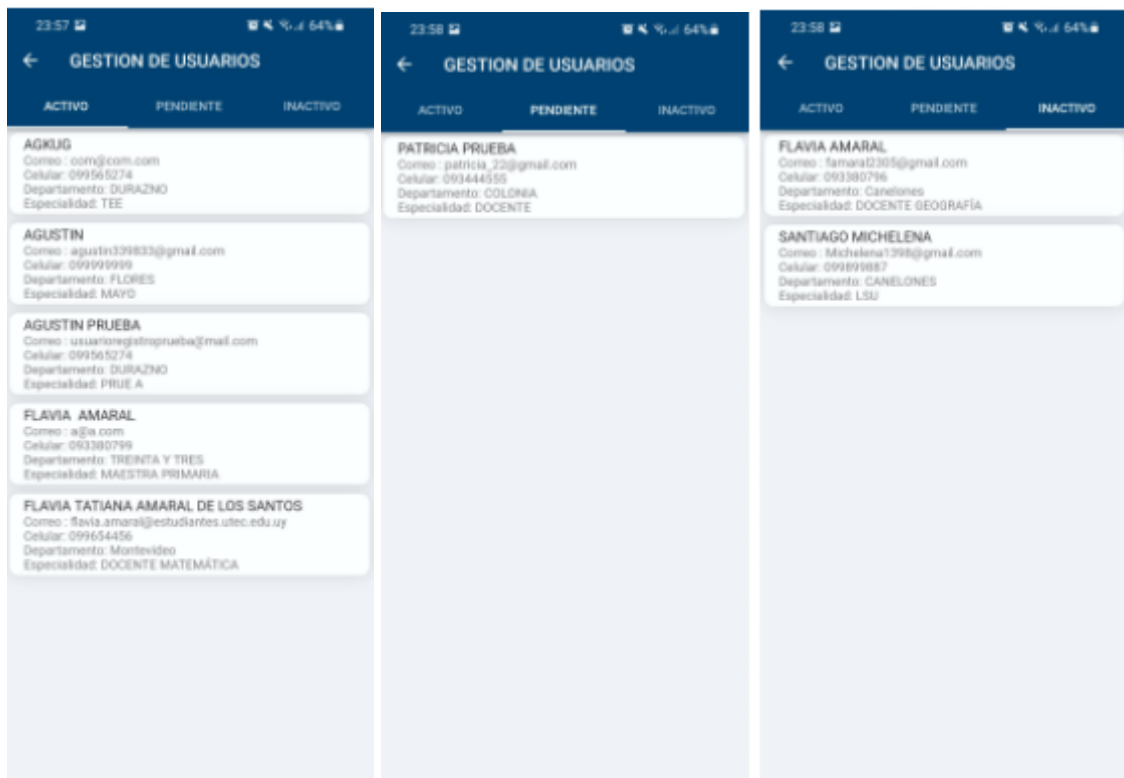 23:57
64%
GESTION DE USUARIOS
ACTIVO PENDIENTE INACTIVO
AGKUG
Correo : com@com.com
Celular: 099565274
Departamento: DURAZNO
Especialidad: TEE
AGUSTIN
Correo : agustin339833@gmail.com
Celular: 099999999
Departamento: FLORES
Especialidad: MAYO
AGUSTIN PRUEBA
Correo : usuarioregistroprueba@mail.com
Celular: 099565274
Departamento: DURAZNO
Especialidad: PRUE A
FLAVIA  AMARAL
Correo : a@a.com
Celular: 093380799
Departamento: TREINTA Y TRES
Especialidad: MAESTRA PRIMARIA
FLAVIA TATIANA AMARAL DE LOS SANTOS
Correo : flavia.amaral@estudiantes.utec.edu.uy
Celular: 099654456
Departamento: Montevideo
Especialidad: DOCENTE MATEMÁTICA
23:58
64%
GESTION DE USUARIOS
ACTIVO PENDIENTE INACTIVO
PATRICIA PRUEBA
Correo : patricia_22@gmail.com
Celular: 093444555
Departamento: COLONIA
Especialidad: DOCENTE
23:58
64%
GESTION DE USUARIOS
ACTIVO PENDIENTE INACTIVO
FLAVIA AMARAL
Correo : famaral2305@gmail.com
Celular: 093380796
Departamento: Canelones
Especialidad: DOCENTE GEOGRAFÍA
SANTIAGO MICHELENA
Correo : Michelena1398@gmail.com
Celular: 099899887
Departamento: CANELONES
Especialidad: LSU